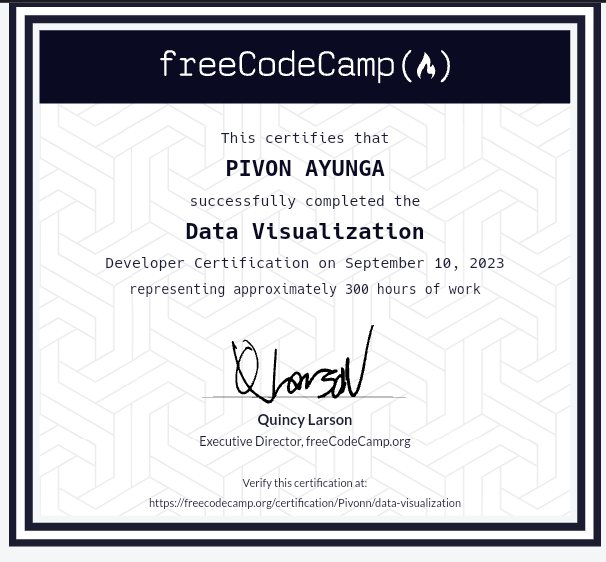 freeCodeCamp
This certifies that
PIVON AYUNGA
successfully completed the
Data Visualization
Developer Certification on September 10, 2023
representing approximately 300 hours of work
Quincy Larson
Executive Director, freeCodeCamp.org
Verify this certification at:
https://freecodecamp.org/certification/Pivonn/data-visualization